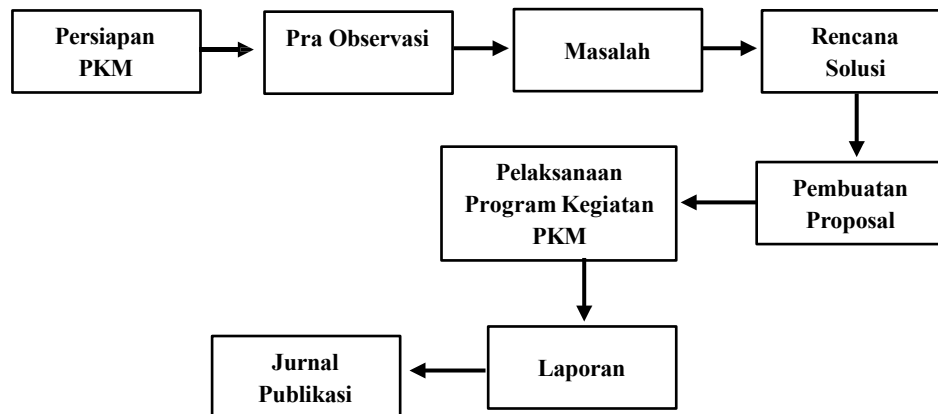 Persiapan
PKM
Pra Observasi
Masalah
Rencana
Solusi
Pembuatan
Proposal
Pelaksanaan
Program Kegiatan
PKM
Laporan
Jurnal
Publikasi